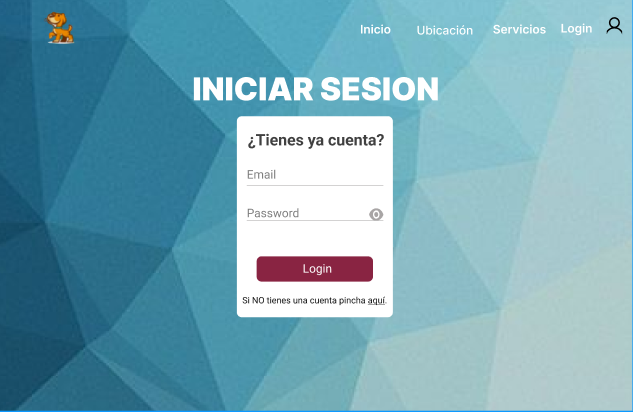 Inicio Ubicación Servicios Login
INICIAR SESION
¿Tienes ya cuenta?
Email
Password
Login
Si NO tienes una cuenta pincha aquí.